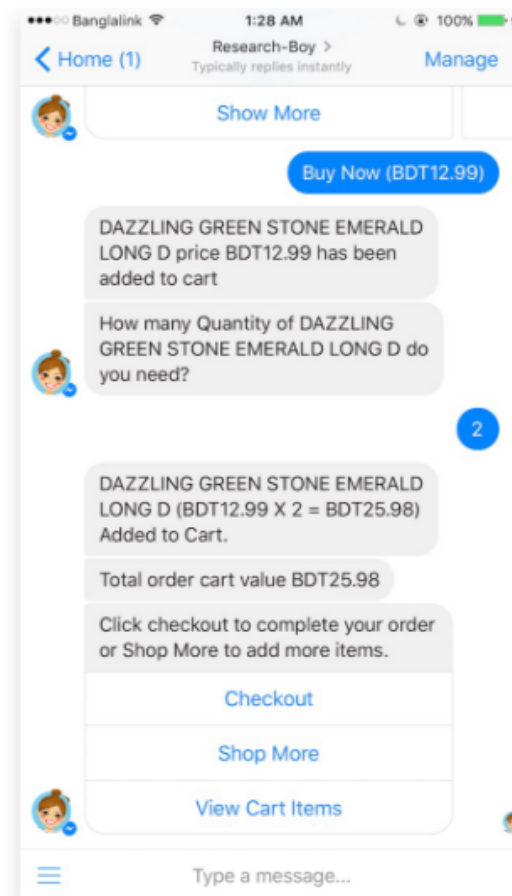 Banglalink 1:28 AM 100%
Home (1) Research-Boy > Manage
Typically replies instantly
Show More
Buy Now (BDT12.99)
DAZZLING GREEN STONE EMERALD
LONG D price BDT12.99 has been
added to cart
How many Quantity of DAZZLING
GREEN STONE EMERALD LONG D do
you need?
2
DAZZLING GREEN STONE EMERALD
LONG D (BDT12.99 X 2 = BDT25.98)
Added to Cart.
Total order cart value BDT25.98
Click checkout to complete your order
or Shop More to add more items.
Checkout
Shop More
View Cart Items
Type a message...